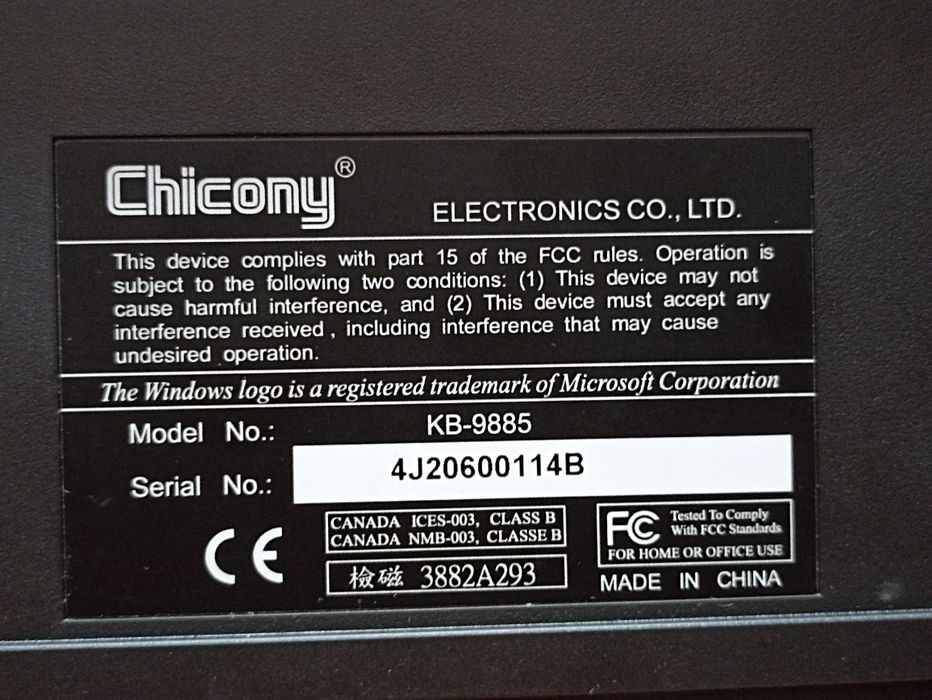 Chicony®
ELECTRONICS CO., LTD.
This device complies with part 15 of the FCC rules. Operation is
subject to the following two conditions: (1) This device may not
cause harmful interference, and (2) This device must accept any
interference received , including interference that may cause
undesired operation.
The Windows logo is a registered trademark of Microsoft Corporation
Model No.: KB-9885
Serial No.: 4J20600114B
CE
CANADA ICES-003, CLASS B
CANADA NMB-003, CLASSE B
檢磁 3882A293
FC Tested To Comply
With FCC Standards
FOR HOME OR OFFICE USE
MADE IN CHINA